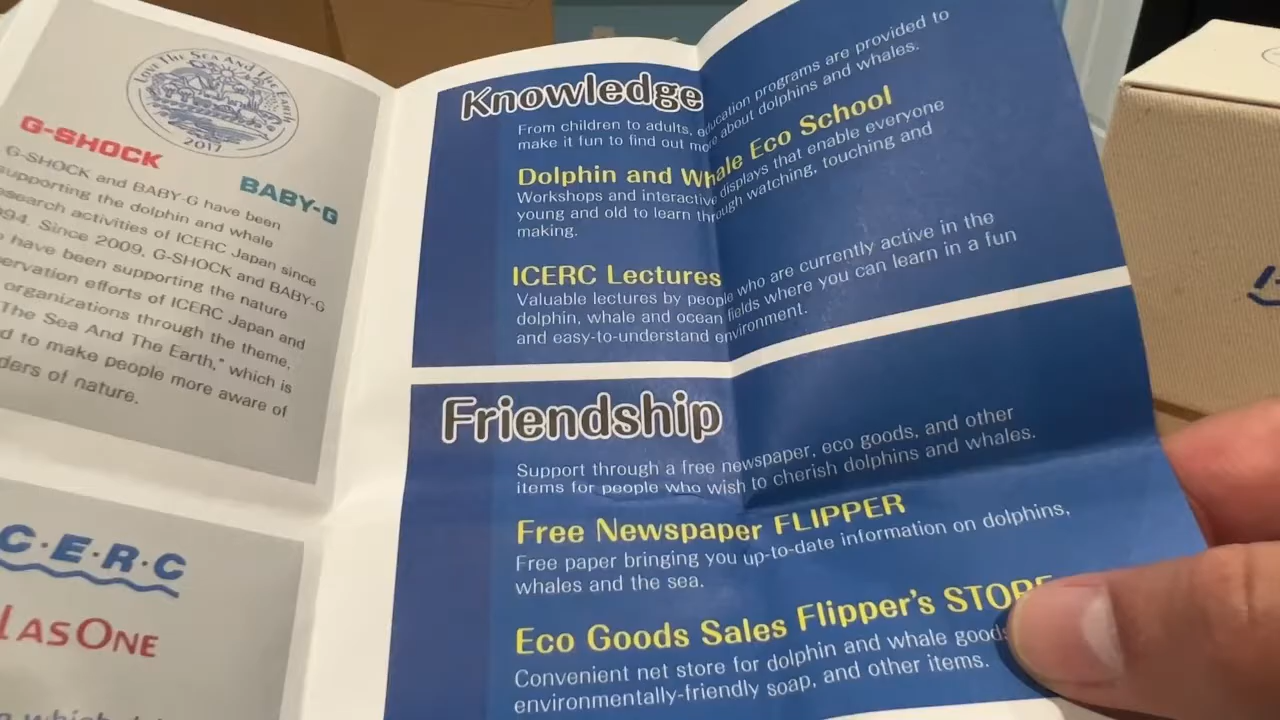 LOVE THE SEA AND THE EARTH
2017
G-SHOCK
BABY-G
G-SHOCK and BABY-G have been
supporting the dolphin and whale
research activities of ICERC Japan since
94. Since 2009, G-SHOCK and BABY-G
have been supporting the nature
efforts of ICERC Japan and
organizations through the theme,
The Sea And The Earth," which is
to make people more aware of
of nature.
C·E·R·C
ASONE
Knowledge
From children to adults, education programs are provided to
make it fun to find out more about dolphins and whales.
Dolphin and Whale Eco School
Workshops and interactive displays that enable everyone
young and old to learn through watching, touching and
making.
ICERC Lectures
Valuable lectures by people who are currently active in the
dolphin, whale and ocean fields where you can learn in a fun
and easy-to-understand environment.
Friendship
Support through a free newspaper, eco goods, and other
items for people who wish to cherish dolphins and whales.
Free Newspaper FLIPPER
Free paper bringing you up-to-date information on dolphins,
whales and the sea.
Eco Goods Sales Flipper's STORE
Convenient net store for dolphin and whale goods
environmentally-friendly soap, and other items.